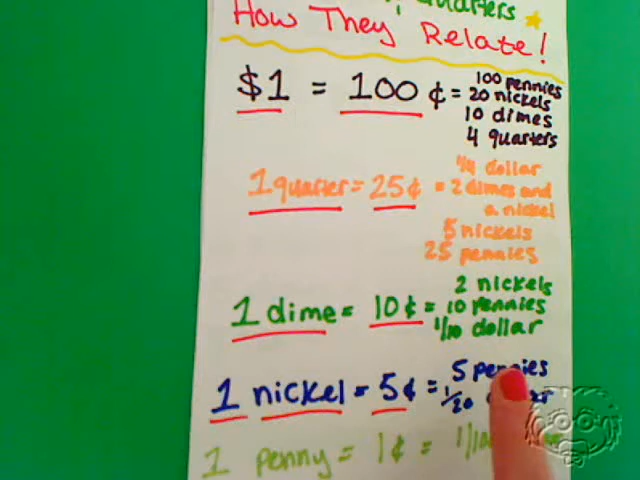 quarters
How They Relate!
$1 = 100 ¢ = 100 pennies
20 nickels
10 dimes
4 quarters
1 quarter = 25¢ = 1/4 dollar
2 dimes and
a nickel
5 nickels
25 pennies
1 dime = 10¢ = 2 nickels
10 pennies
1/10 dollar
1 nickel = 5¢ = 5 pennies
1/20
1 penny = 1¢ =